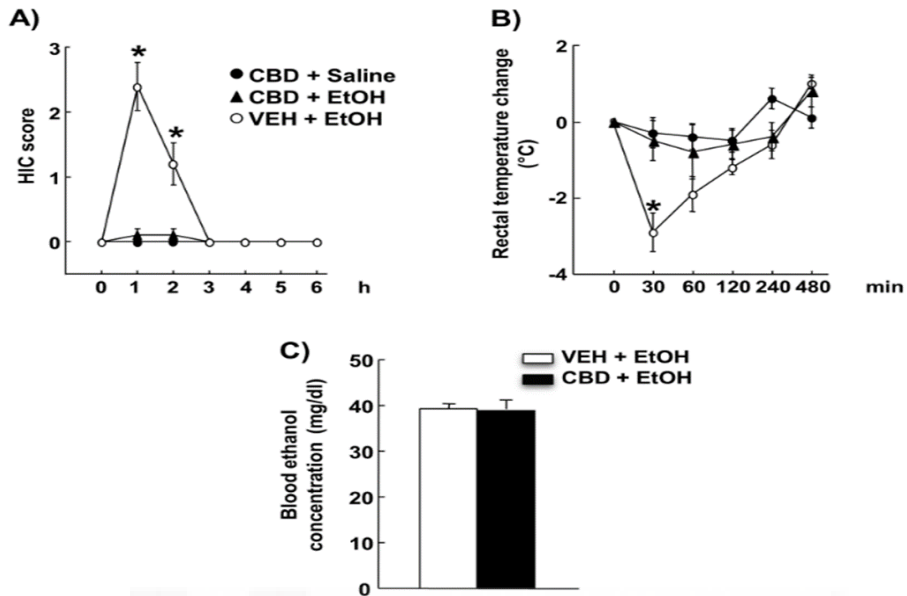 A)
HIC score
3
2
1
0
*
*
CBD + Saline
CBD + EtOH
VEH + EtOH
0 1 2 3 4 5 6 h
B)
Rectal temperature change
(°C)
2
0
-2
-4
*
0 30 60 120 240 480 min
C)
Blood ethanol
concentration (mg/dl)
50
40
30
20
10
0
VEH + EtOH
CBD + EtOH